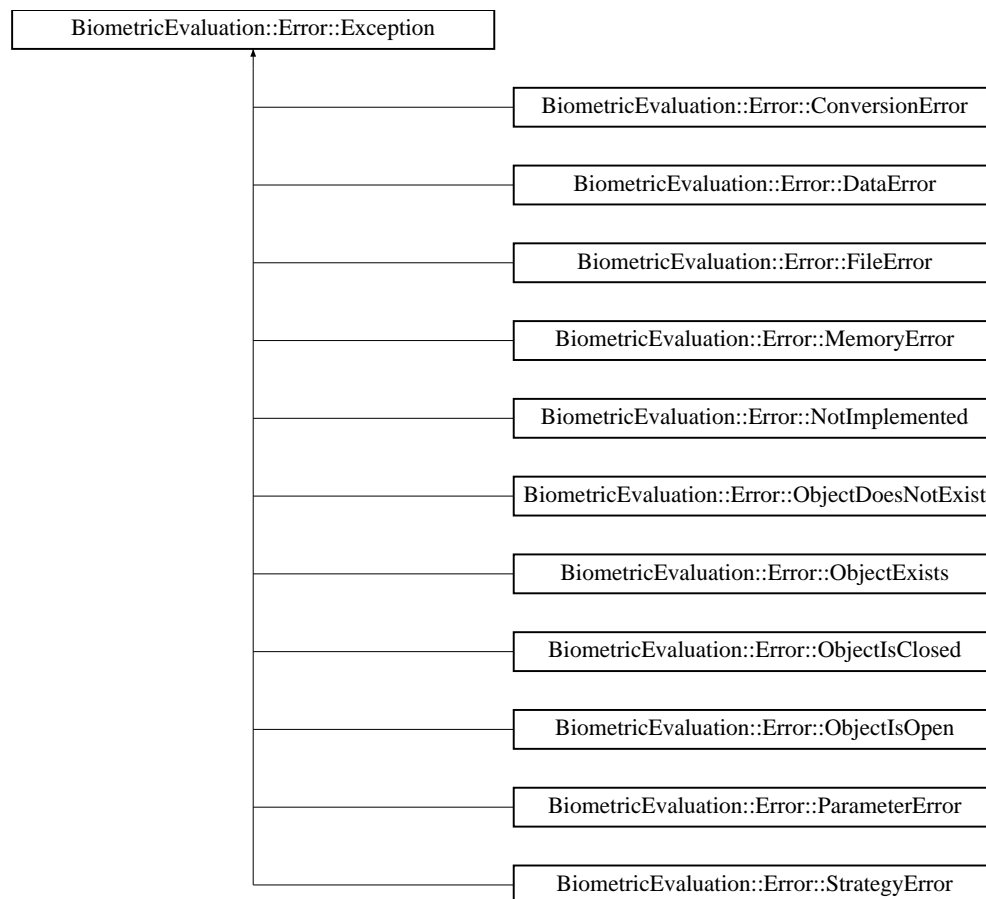 BiometricEvaluation::Error::Exception
BiometricEvaluation::Error::ConversionError
BiometricEvaluation::Error::DataError
BiometricEvaluation::Error::FileError
BiometricEvaluation::Error::MemoryError
BiometricEvaluation::Error::NotImplemented
BiometricEvaluation::Error::ObjectDoesNotExist
BiometricEvaluation::Error::ObjectExists
BiometricEvaluation::Error::ObjectIsClosed
BiometricEvaluation::Error::ObjectIsOpen
BiometricEvaluation::Error::ParameterError
BiometricEvaluation::Error::StrategyError